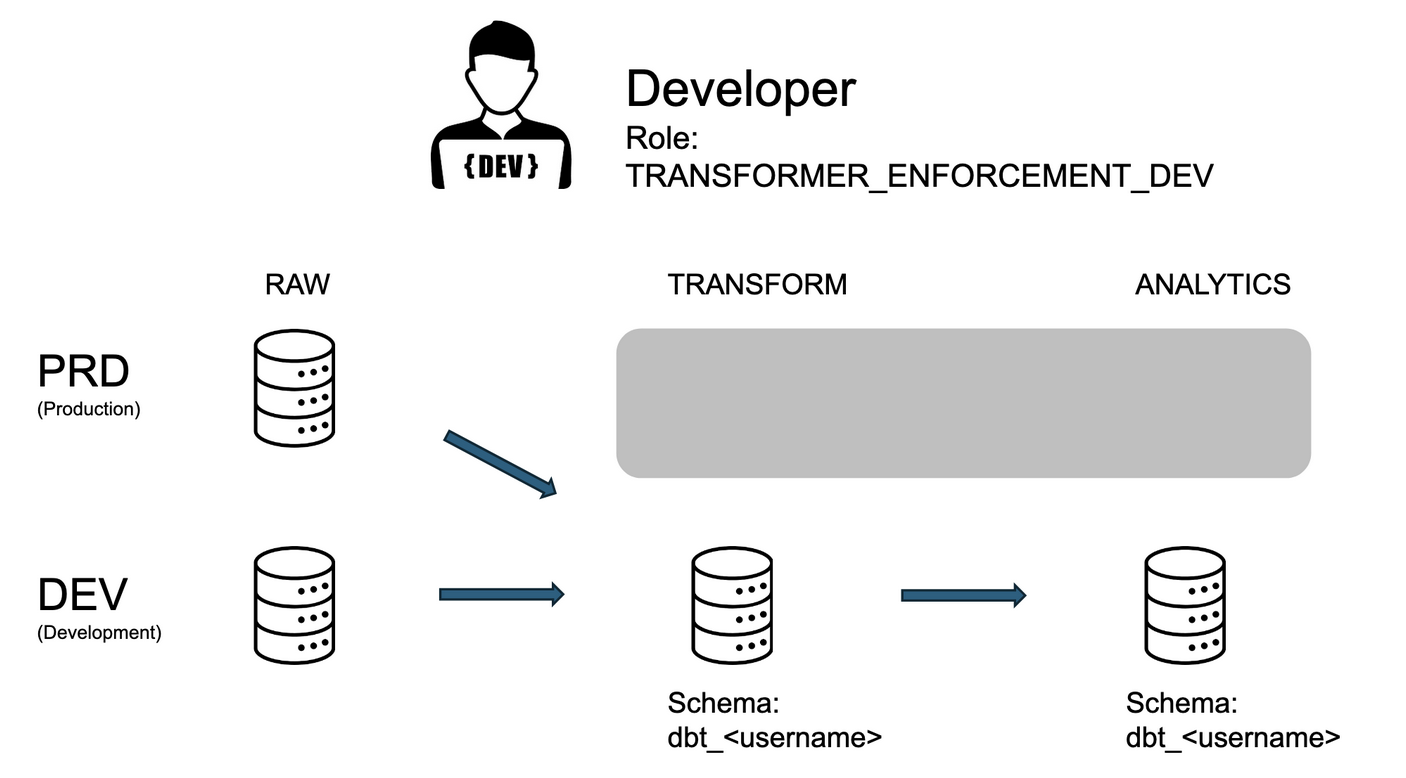 Developer
Role:
TRANSFORMER_ENFORCEMENT_DEV
{DEV}
RAW
TRANSFORM
ANALYTICS
PRD
(Production)
DEV
(Development)
Schema:
dbt_<username>
Schema:
dbt_<username>